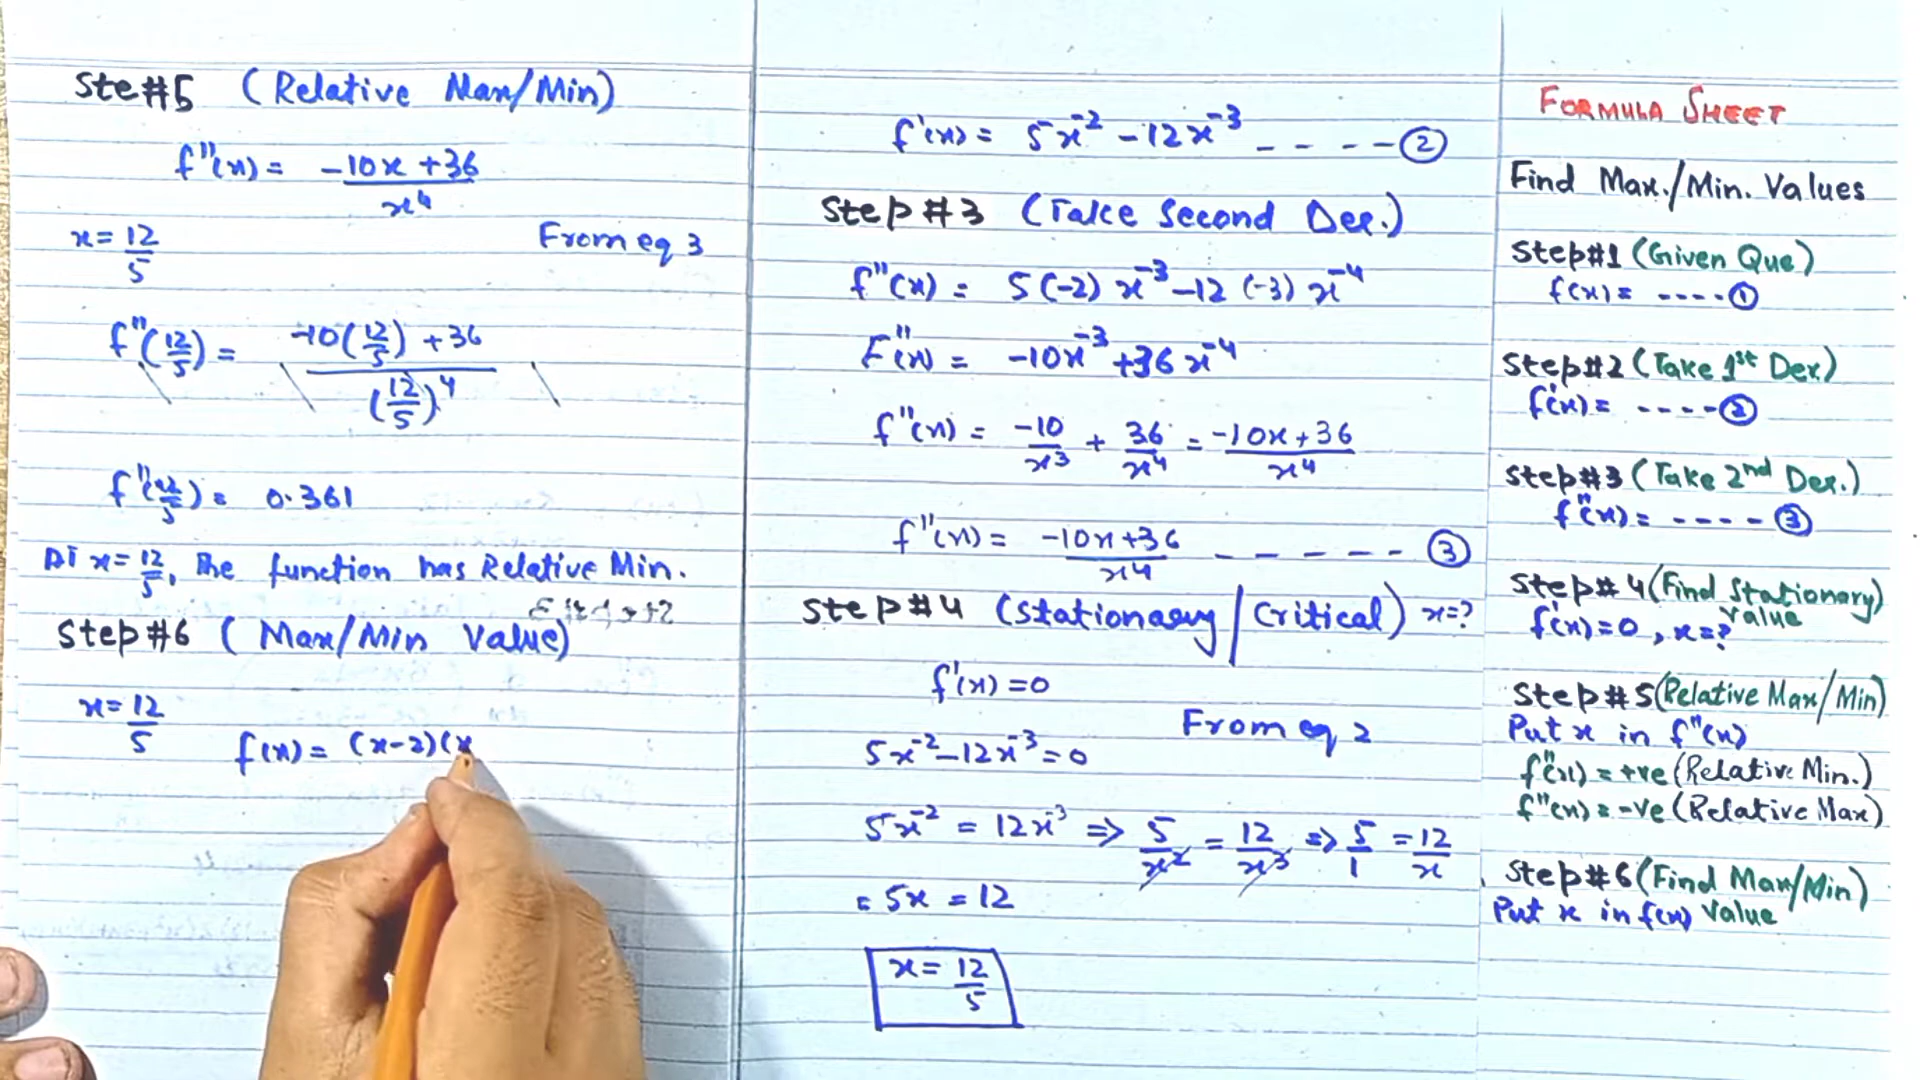 Ste#5 (Relative Max/Min)
f"(x) = -10x +36 / x⁴
x = 12/5 From eq 3
f"(12/5) = -10(12/5) +36 / (12/5)⁴
f"(12/5) = 0.361
At x = 12/5, The function has Relative Min.
Step#6 ( Max/Min Value)
x = 12/5 f(x) = (x-2)(x
f'(x) = 5x⁻² -12x⁻³ - - - - ②
Step#3 (Take Second Der.)
f"(x) = 5(-2) x⁻³ -12 (-3) x⁻⁴
F"(x) = -10x⁻³ +36 x⁻⁴
f"(x) = -10/x³ + 36/x⁴ = -10x+36 / x⁴
f"(x) = -10x+36 / x⁴ - - - - - ③
Step#4 (Stationary/Critical) x=?
f'(x) =0
From eq 2
5x⁻² -12x⁻³ =0
5x⁻² = 12x⁻³ => 5/x² = 12/x³ => 5/1 = 12/x
= 5x = 12
x = 12/5
FORMULA SHEET
Find Max./Min. Values
Step#1 (Given Que)
f(x) = ----①
Step#2 (Take 1st Der.)
f'(x) = ----②
Step#3 (Take 2nd Der.)
f"(x) = ----③
Step#4 (Find Stationary)
f'(x)=0, x=? Value
Step#5 (Relative Max/Min)
Put x in f"(x)
f"(x) = +ve (Relative Min.)
f"(x) = -ve (Relative Max)
Step#6 (Find Max/Min)
Put x in f(x) Value